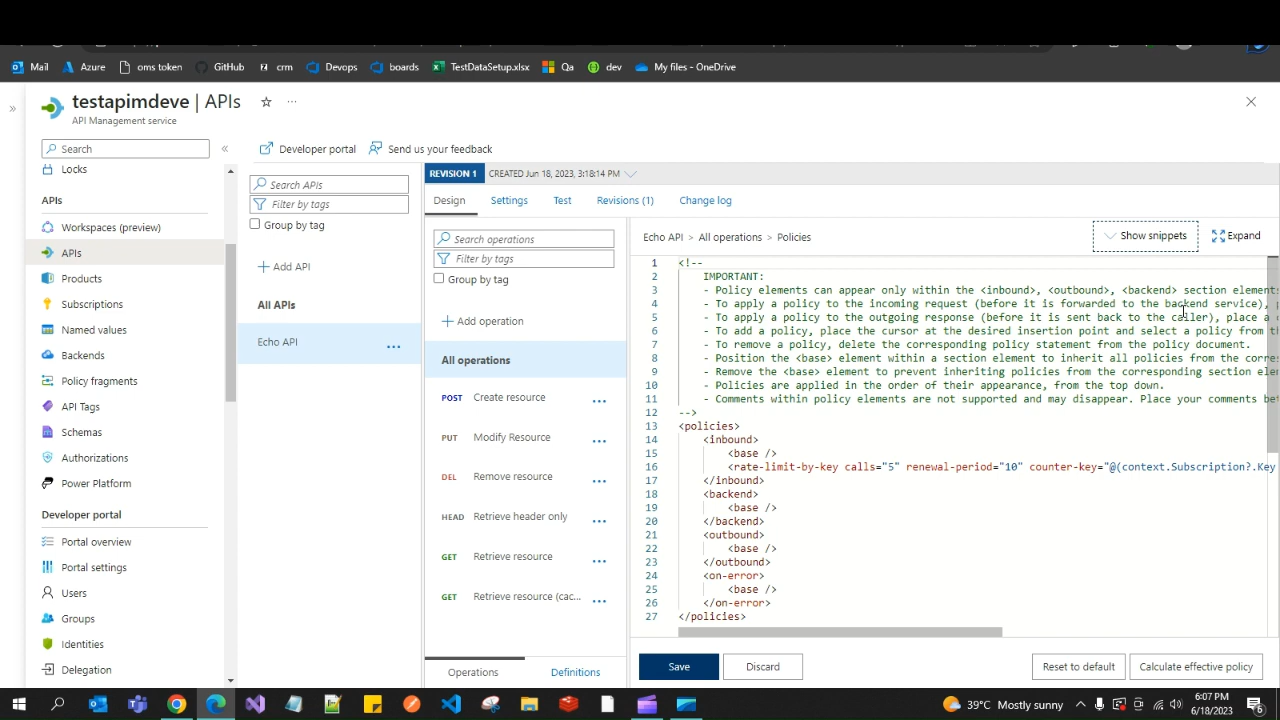 Mail Azure oms token GitHub crm Devops boards TestDataSetup.xlsx Qa dev My files - OneDrive
testapimdeve | APIs
API Management service
Search
Locks
APIs
Workspaces (preview)
APIs
Products
Subscriptions
Named values
Backends
Policy fragments
API Tags
Schemas
Authorizations
Power Platform
Developer portal
Portal overview
Portal settings
Users
Groups
Identities
Delegation
Developer portal Send us your feedback
Search APIs
Filter by tags
Group by tag
Add API
All APIs
Echo API
REVISION 1 CREATED Jun 18, 2023, 3:18:14 PM
Design Settings Test Revisions (1) Change log
Search operations
Filter by tags
Group by tag
Add operation
All operations
POST Create resource
PUT Modify Resource
DEL Remove resource
HEAD Retrieve header only
GET Retrieve resource
GET Retrieve resource (cac...
Operations Definitions
Echo API > All operations > Policies Show snippets Expand
1 <!--
2 IMPORTANT:
3 - Policy elements can appear only within the <inbound>, <outbound>, <backend> section element
4 - To apply a policy to the incoming request (before it is forwarded to the backend service),
5 - To apply a policy to the outgoing response (before it is sent back to the caller), place a
6 - To add a policy, place the cursor at the desired insertion point and select a policy from
7 - To remove a policy, delete the corresponding policy statement from the policy document.
8 - Position the <base> element within a section element to inherit all policies from the
9 - Remove the <base> element to prevent inheriting policies from the corresponding section
10 - Policies are applied in the order of their appearance, from the top down.
11 - Comments within policy elements are not supported and may disappear. Place your comments
12 -->
13 <policies>
14 <inbound>
15 <base />
16 <rate-limit-by-key calls="5" renewal-period="10" counter-key="@(context.Subscription?.Key
17 </inbound>
18 <backend>
19 <base />
20 </backend>
21 <outbound>
22 <base />
23 </outbound>
24 <on-error>
25 <base />
26 </on-error>
27 </policies>
Save Discard Reset to default Calculate effective policy
39°C Mostly sunny
6:07 PM
6/18/2023
6